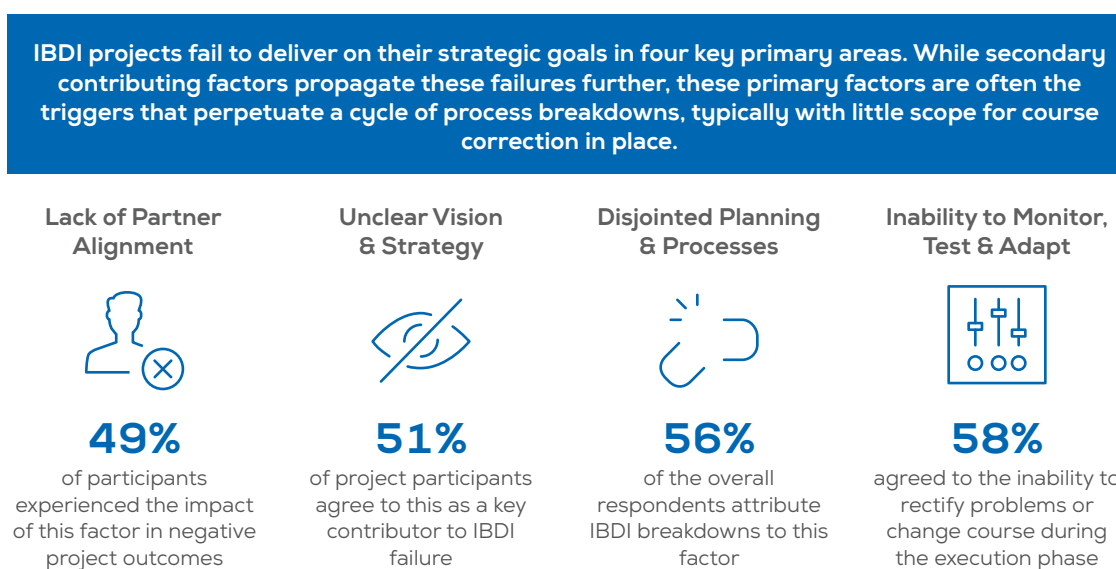 IBDI projects fail to deliver on their strategic goals in four key primary areas. While secondary
contributing factors propagate these failures further, these primary factors are often the
triggers that perpetuate a cycle of process breakdowns, typically with little scope for course
correction in place.
Lack of Partner
Alignment
49%
of participants
experienced the impact
of this factor in negative
project outcomes
Unclear Vision
& Strategy
51%
of project participants
agree to this as a key
contributor to IBDI
failure
Disjointed Planning
& Processes
56%
of the overall
respondents attribute
IBDI breakdowns to this
factor
Inability to Monitor,
Test & Adapt
58%
agreed to the inability to
rectify problems or
change course during
the execution phase